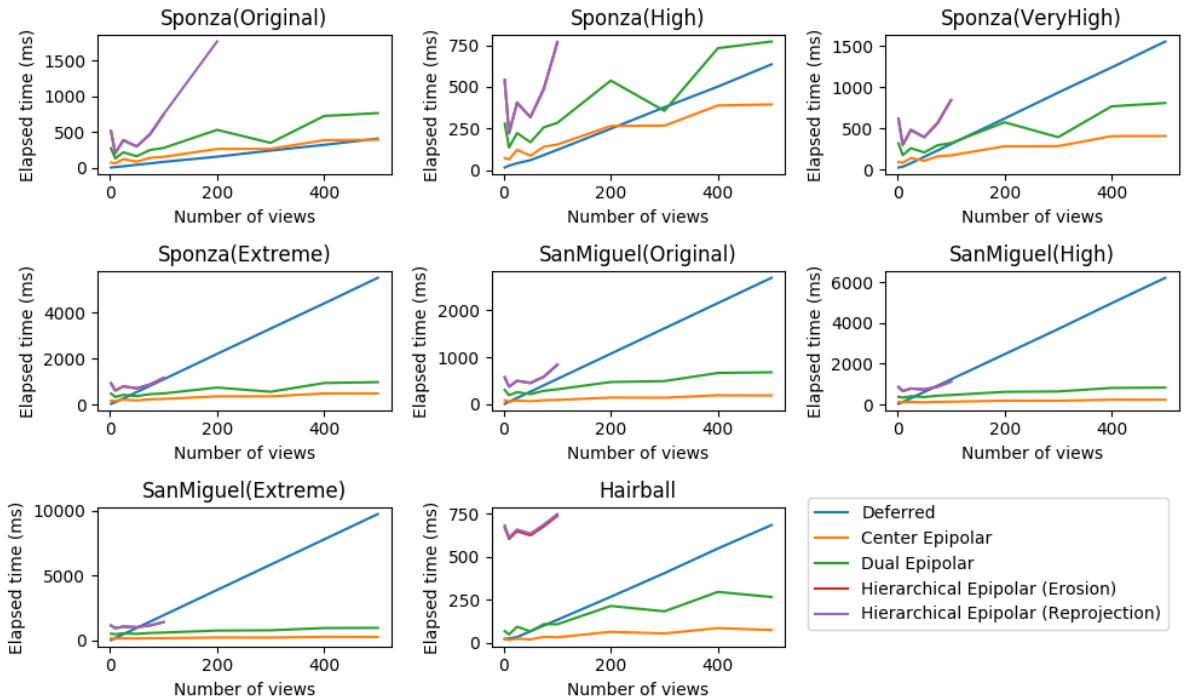 Sponza(Original)
Elapsed time (ms)
1500
1000
500
0
0
200
400
Number of views
Sponza(High)
Elapsed time (ms)
750
500
250
0
0
200
400
Number of views
Sponza(VeryHigh)
Elapsed time (ms)
1500
1000
500
0
0
200
400
Number of views
Sponza(Extreme)
Elapsed time (ms)
4000
2000
0
0
200
400
Number of views
SanMiguel(Original)
Elapsed time (ms)
2000
1000
0
0
200
400
Number of views
SanMiguel(High)
Elapsed time (ms)
6000
4000
2000
0
0
200
400
Number of views
SanMiguel(Extreme)
Elapsed time (ms)
10000
5000
0
0
200
400
Number of views
Hairball
Elapsed time (ms)
750
500
250
0
0
200
400
Number of views
Deferred
Center Epipolar
Dual Epipolar
Hierarchical Epipolar (Erosion)
Hierarchical Epipolar (Reprojection)